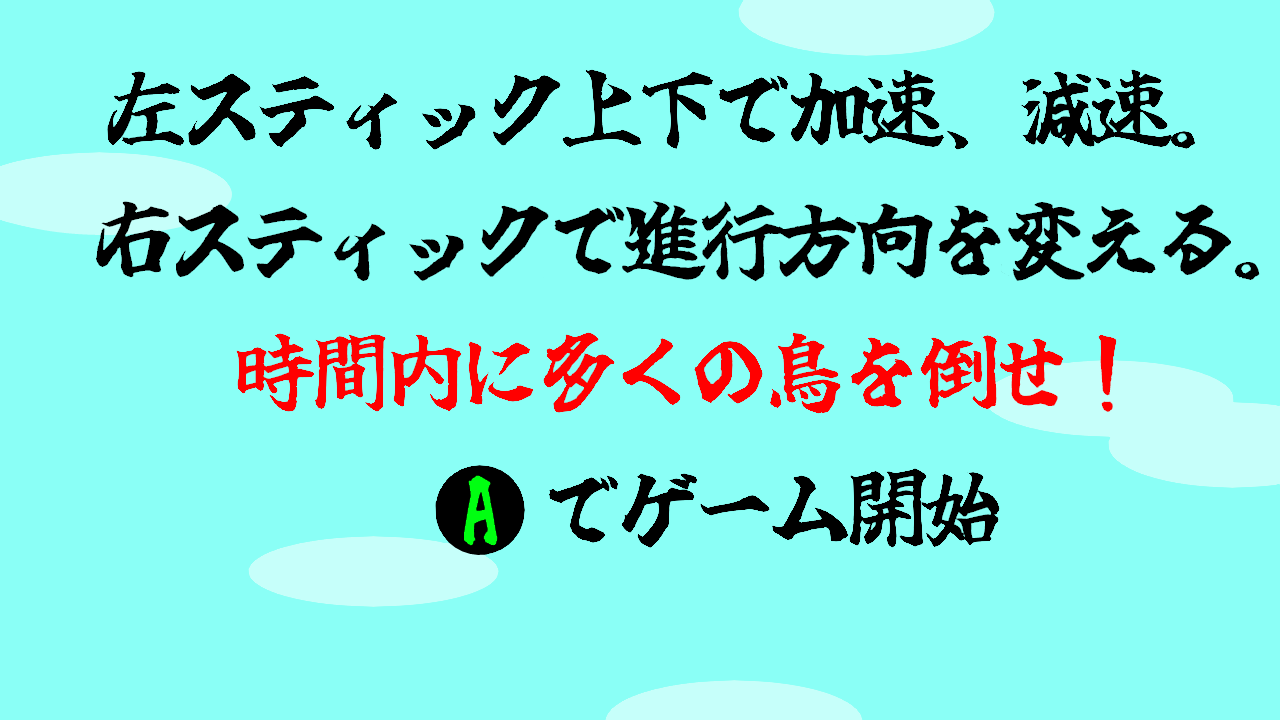 左スティック上下で加速、減速。
右スティックで進行方向を変える。
時間内に多くの鳥を倒せ！
Aでゲーム開始